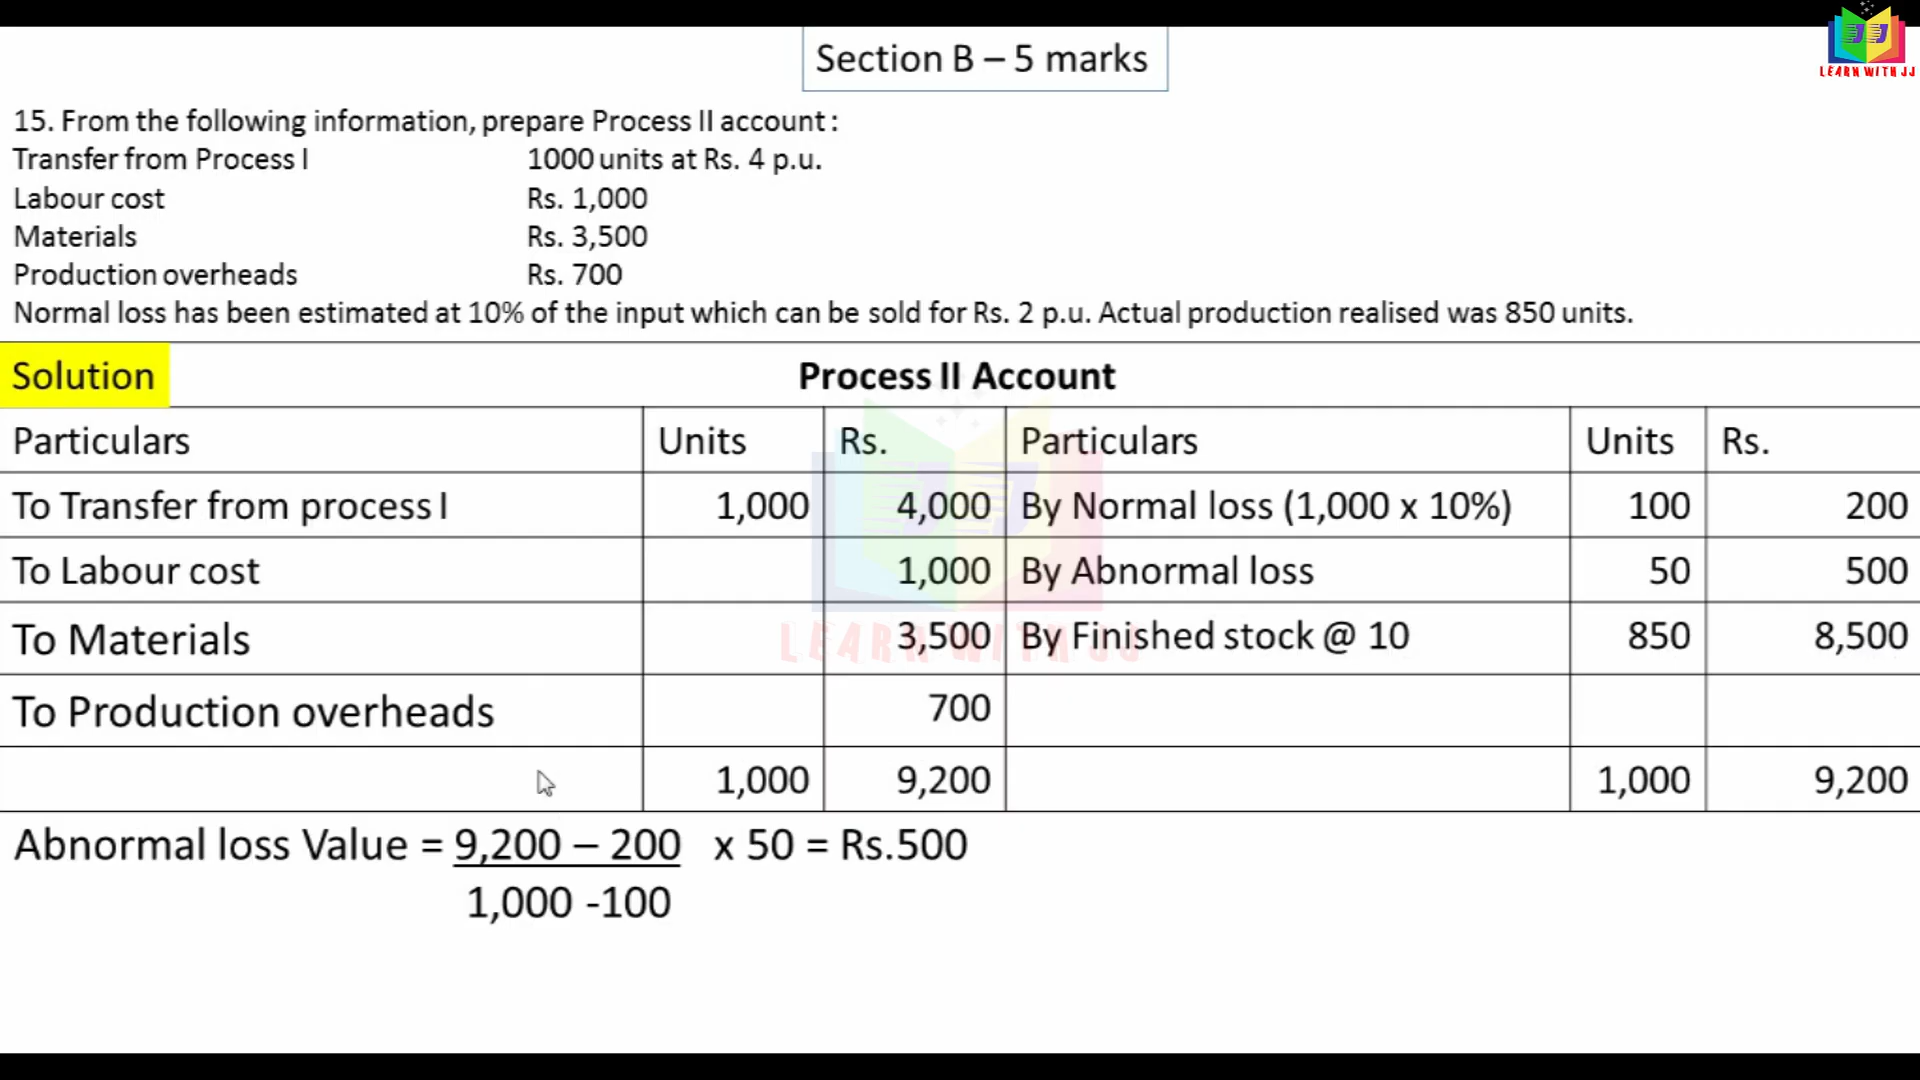 Section B – 5 marks
LEARN WITH JJ
15. From the following information, prepare Process II account :
Transfer from Process I 1000 units at Rs. 4 p.u.
Labour cost Rs. 1,000
Materials Rs. 3,500
Production overheads Rs. 700
Normal loss has been estimated at 10% of the input which can be sold for Rs. 2 p.u. Actual production realised was 850 units.
Solution Process II Account
Particulars Units Rs. Particulars Units Rs.
To Transfer from process I 1,000 4,000 By Normal loss (1,000 x 10%) 100 200
To Labour cost 1,000 By Abnormal loss 50 500
To Materials 3,500 By Finished stock @ 10 850 8,500
LEARN WITH JJ
To Production overheads 700
1,000 9,200 1,000 9,200
Abnormal loss Value = 9,200 – 200 x 50 = Rs.500
1,000 -100